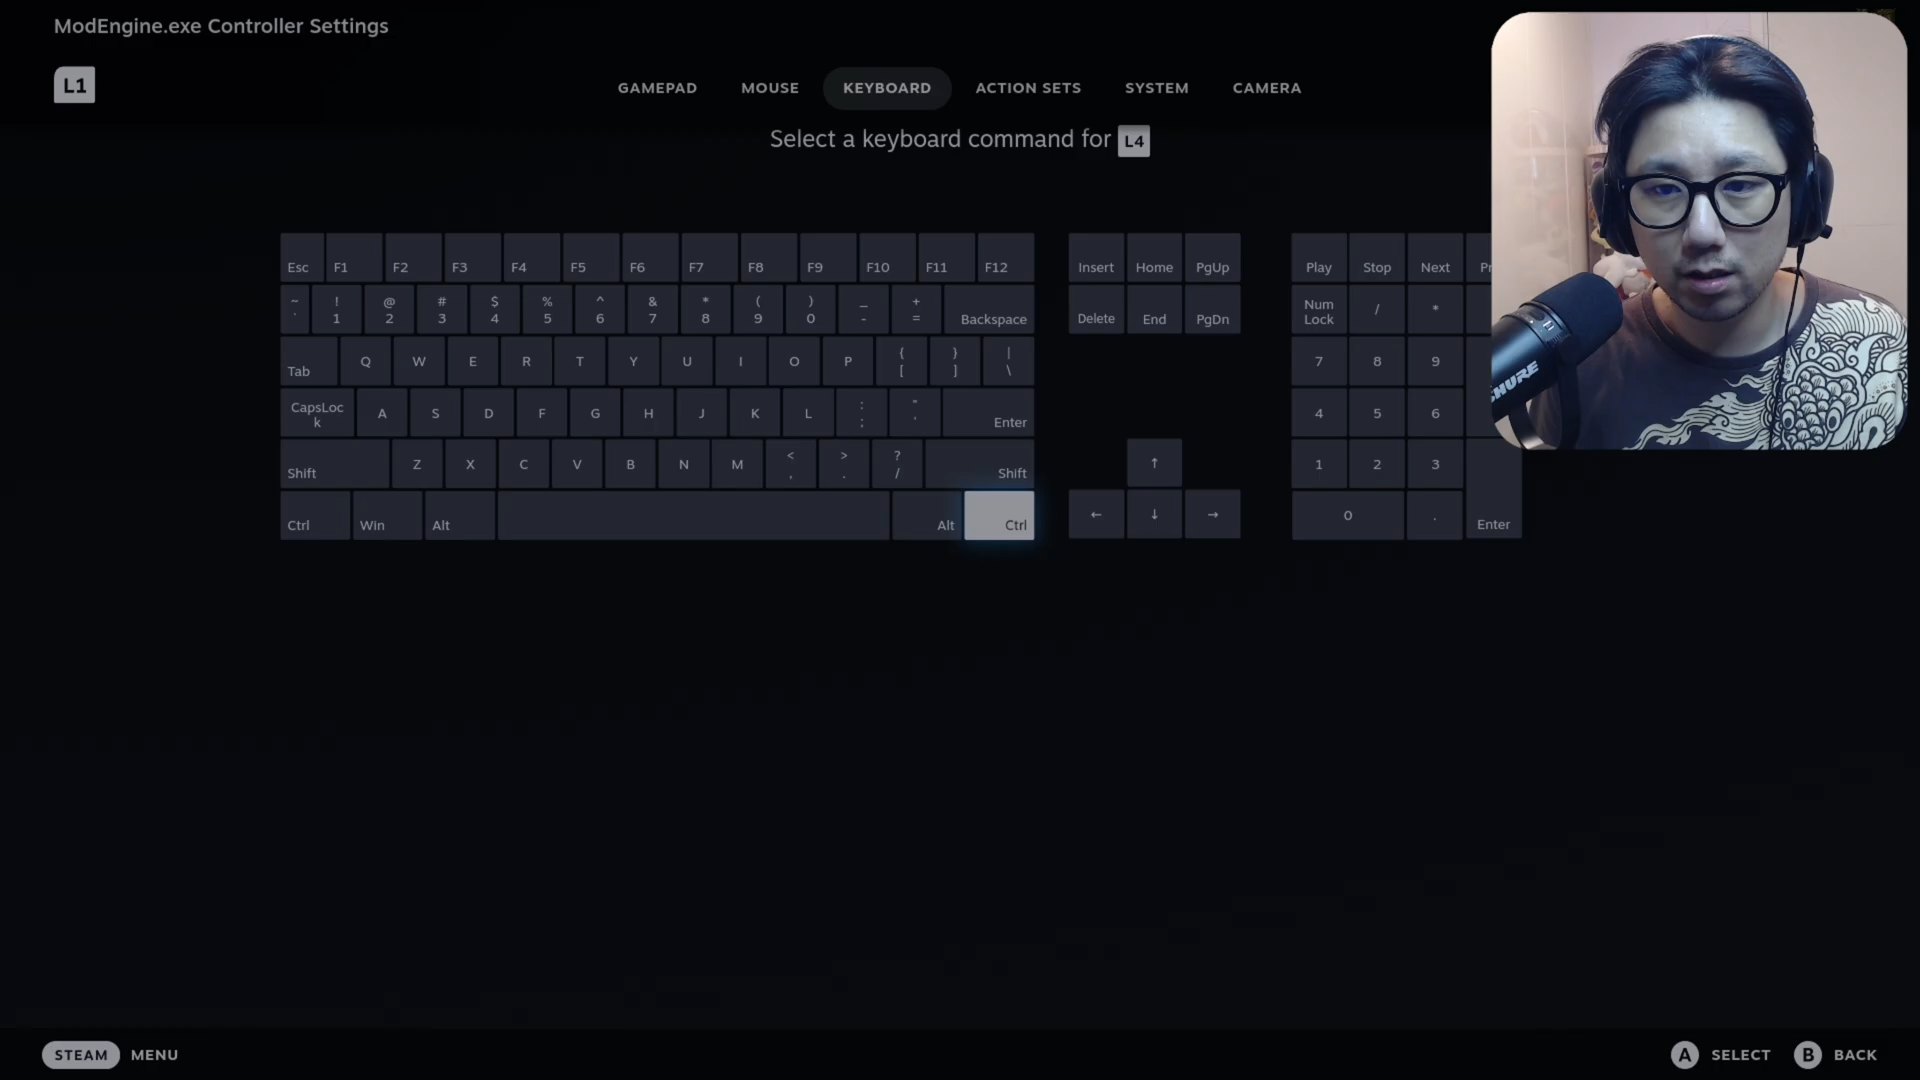 ModEngine.exe Controller Settings
L1
GAMEPAD MOUSE KEYBOARD ACTION SETS SYSTEM CAMERA
Select a keyboard command for L4
Esc F1 F2 F3 F4 F5 F6 F7 F8 F9 F10 F11 F12 Insert Home PgUp Play Stop Next
~ ! @ # $ % ^ & * ( ) _ +
` 1 2 3 4 5 6 7 8 9 0 - = Backspace Delete End PgDn Num Lock / *
Tab Q W E R T Y U I O P { [ } ] | \ 7 8 9
CapsLoc
k A S D F G H J K L : ; " ' Enter 4 5 6
Shift Z X C V B N M < , > . ? / Shift ↑ 1 2 3
Ctrl Win Alt Alt Ctrl ← ↓ → 0 . Enter
SHURE
STEAM MENU A SELECT B BACK